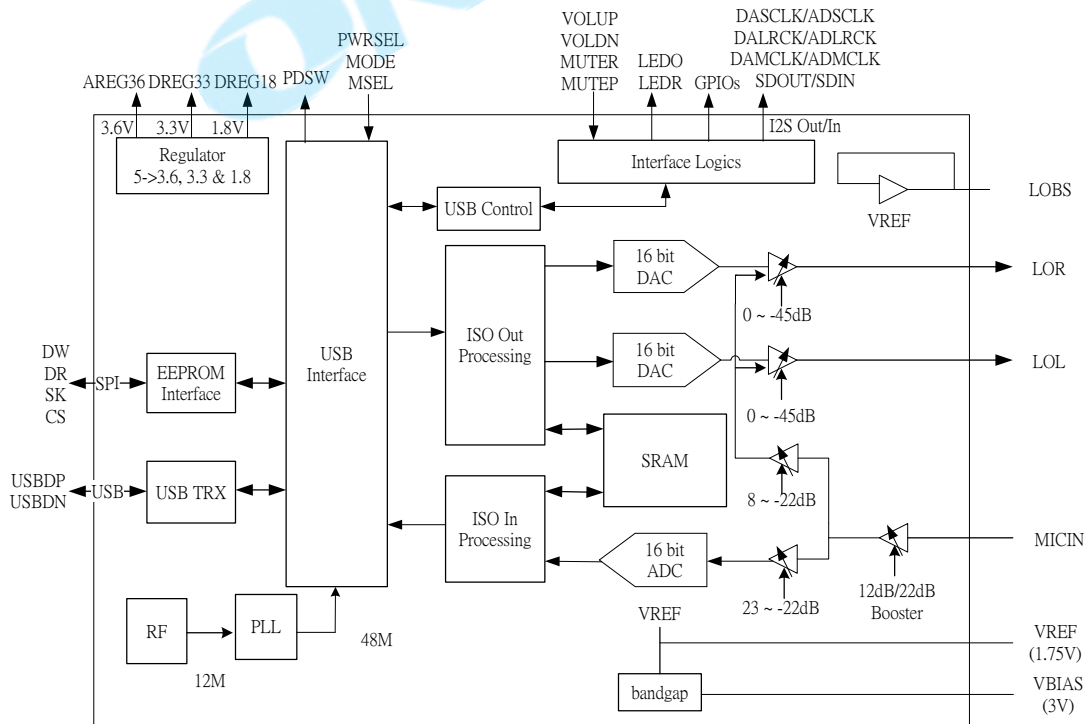 VOLUP
VOLDN
MUTER
MUTEP
DASCLK/ADSCLK
DALRCK/ADLRCK
DAMCLK/ADMCLK
SDOUT/SDIN
PWRSEL
MODE
MSEL
LEDO
LEDR
GPIOs
AREG36 DREG33 DREG18 PDSW
3.6V 3.3V 1.8V
I2S Out/In
Regulator
5->3.6, 3.3 & 1.8
Interface Logics
USB Control
VREF
LOBS
16 bit
DAC
LOR
0 ~ -45dB
ISO Out
Processing
USB
Interface
16 bit
DAC
LOL
0 ~ -45dB
DW
DR
SK
CS
SPI
EEPROM
Interface
SRAM
8 ~ -22dB
USBDP
USBDN
USB
USB TRX
ISO In
Processing
16 bit
ADC
23 ~ -22dB
MICIN
12dB/22dB
Booster
RF
12M
PLL
48M
VREF
VREF
(1.75V)
bandgap
VBIAS
(3V)